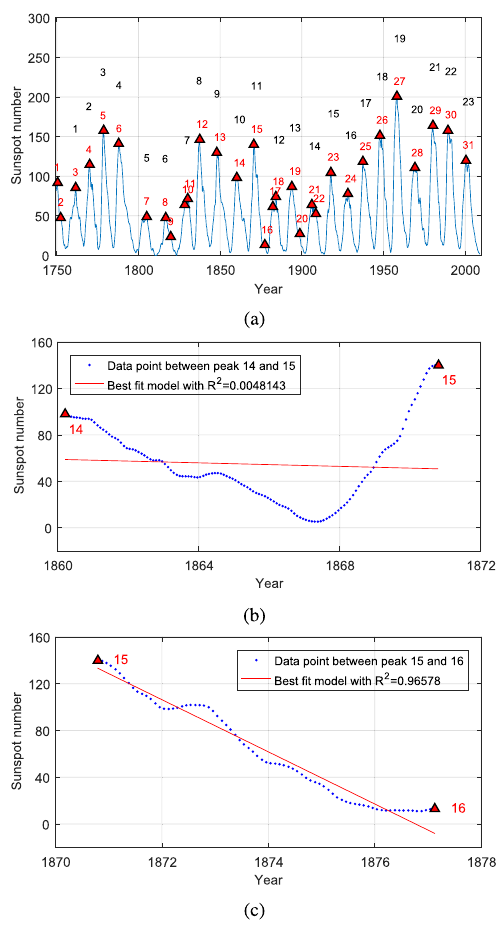 300
250
200
150
100
50
0
Sunspot number
1 2 3 4 5 6 7 8 9 10 11 12 13 14 15 16 17 18 19 20 21 22 23
1 2 3 4 5 6 7 8 9 10 11 12 13 14 15 16 17 18 19 20 21 22 23 24 25 26 27 28 29 30 31
1750 1800 1850 1900 1950 2000
Year
(a)
160
120
80
40
0
Sunspot number
Data point between peak 14 and 15
Best fit model with R²=0.0048143
14
15
1860 1864 1868 1872
Year
(b)
160
120
80
40
0
Sunspot number
Data point between peak 15 and 16
Best fit model with R²=0.96578
15
16
1870 1872 1874 1876 1878
Year
(c)